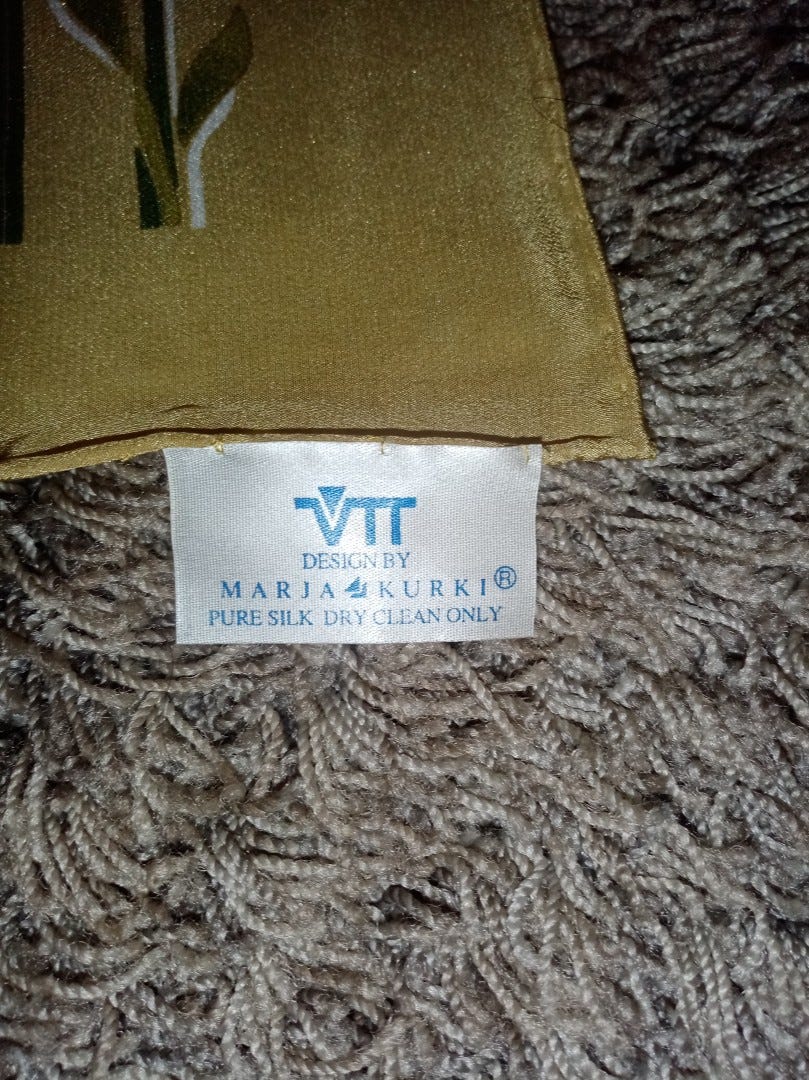 VTT
DESIGN BY
MARJA KURKI®
PURE SILK DRY CLEAN ONLY